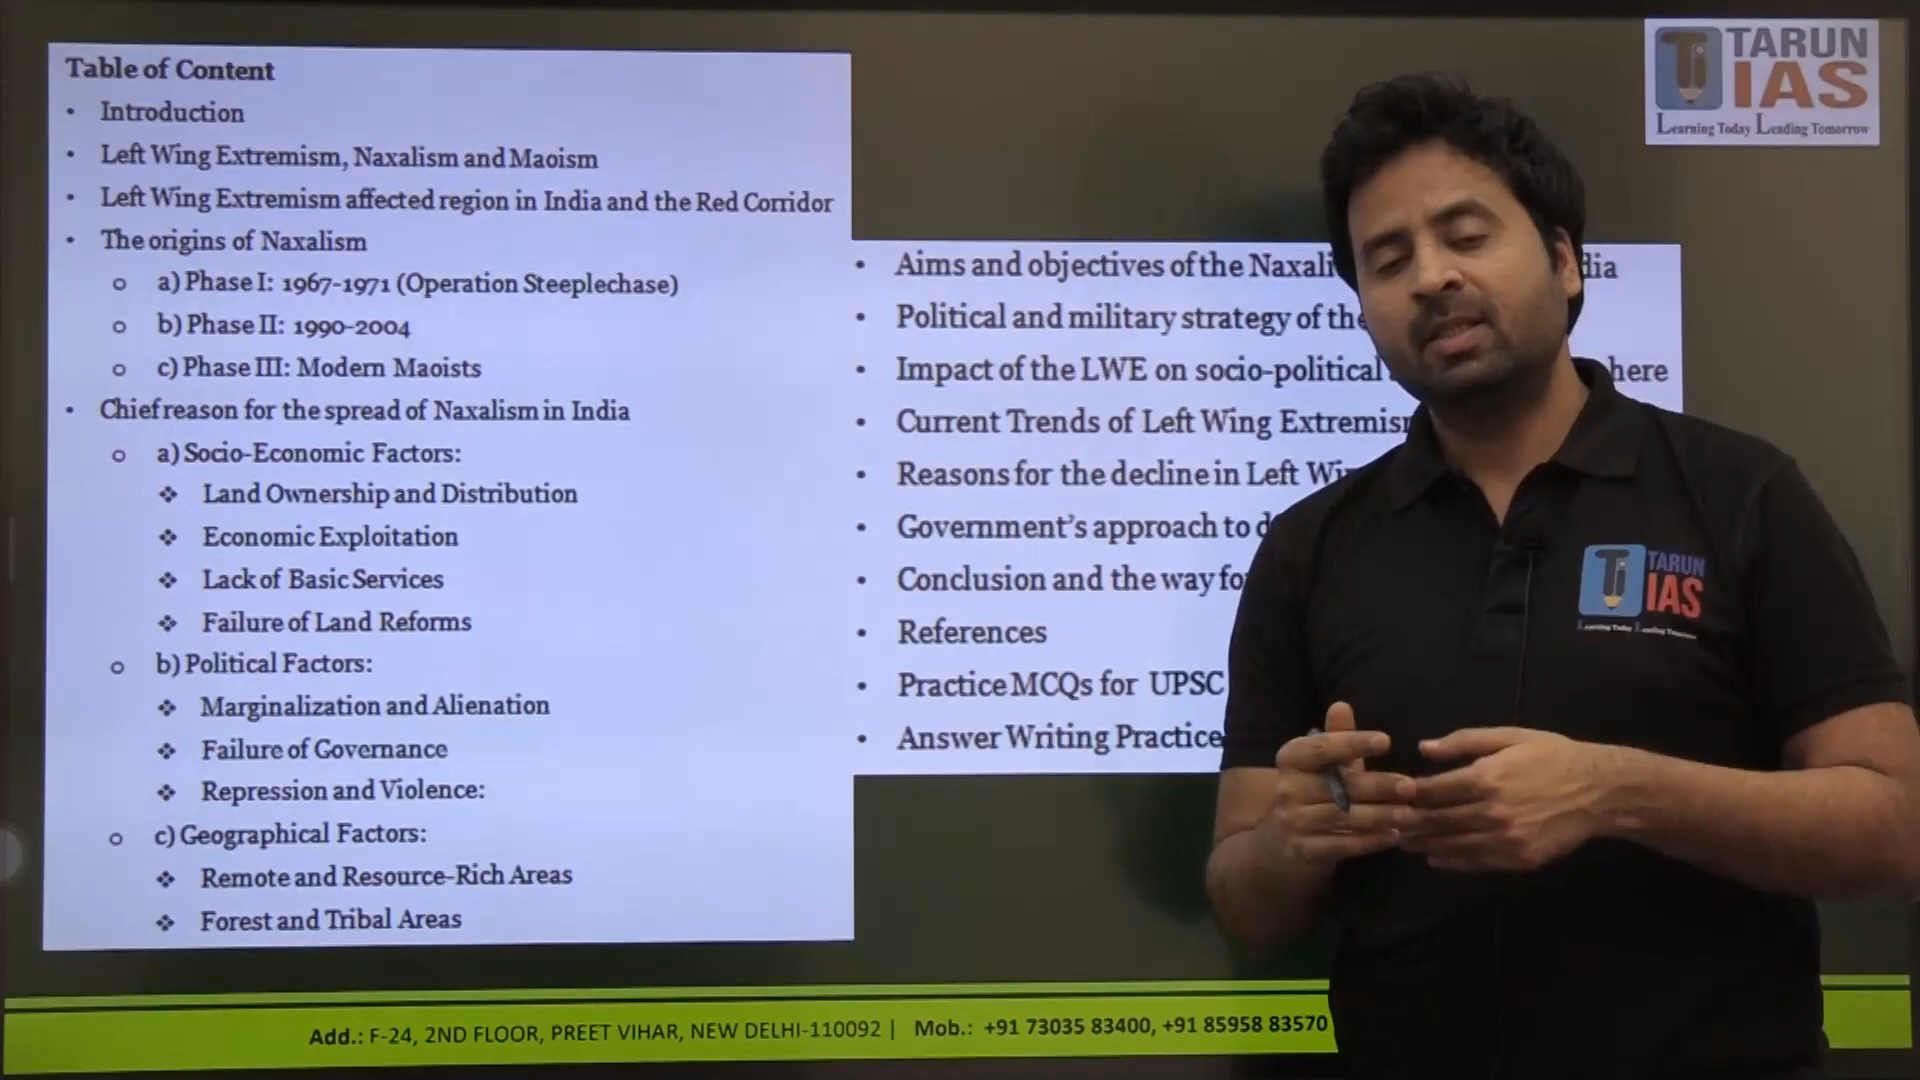 Table of Content
• Introduction
• Left Wing Extremism, Naxalism and Maoism
• Left Wing Extremism affected region in India and the Red Corridor
• The origins of Naxalism
o a) Phase I: 1967-1971 (Operation Steeplechase)
o b) Phase II: 1990-2004
o c) Phase III: Modern Maoists
• Chief reason for the spread of Naxalism in India
o a) Socio-Economic Factors:
❖ Land Ownership and Distribution
❖ Economic Exploitation
❖ Lack of Basic Services
❖ Failure of Land Reforms
o b) Political Factors:
❖ Marginalization and Alienation
❖ Failure of Governance
❖ Repression and Violence:
o c) Geographical Factors:
❖ Remote and Resource-Rich Areas
❖ Forest and Tribal Areas
• Aims and objectives of the
• Political and military strategy of
• Impact of the LWE on socio-political
• Current Trends of Left Wing
• Reasons for the decline in Left
• Government's approach to
• Conclusion and the way
• References
• Practice MCQs for UPSC
• Answer Writing Practice
TARUN
IAS
Learning Today Leading Tomorrow
TARUN
IAS
Learning Today Leading Tomorrow
Add.: F-24, 2ND FLOOR, PREET VIHAR, NEW DELHI-110092 | Mob.: +91 73035 83400, +91 85958 83570